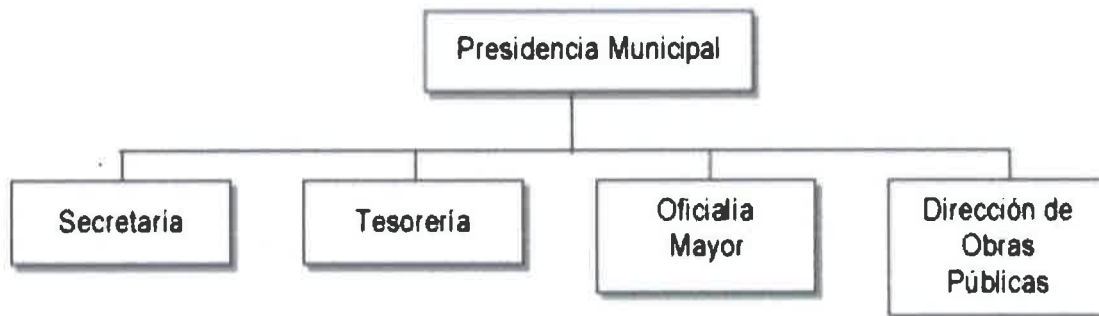 Presidencia Municipal
Secretaria
Tesorería
Oficialia
Mayor
Dirección de
Obras
Públicas